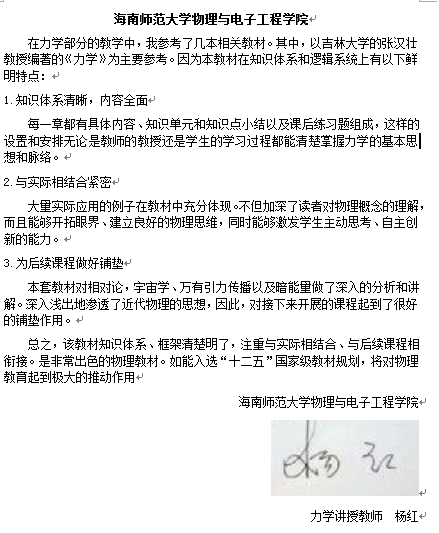 海南师范大学物理与电子工程学院
在力学部分的教学中，我参考了几本相关教材。其中，以吉林大学的张汉壮
教授编著的《力学》为主要参考。因为本教材在知识体系和逻辑系统上有以下鲜
明特点：
1.知识体系清晰，内容全面
每一章都有具体内容、知识单元和知识点小结以及课后练习题组成，这样的
设置和安排无论是教师的教授还是学生的学习过程都能清楚掌握力学的基本思
想和脉络。
2.与实际相结合紧密
大量实际应用的例子在教材中充分体现。不但加深了读者对物理概念的理解，
而且能够开拓眼界、建立良好的物理思维，同时能够激发学生主动思考、自主创
新的能力。
3.为后续课程做好铺垫
本套教材对相对论，宇宙学、万有引力传播以及暗能量做了深入的分析和讲
解。深入浅出地渗透了近代物理的思想，因此，对接下来开展的课程起到了很好
的铺垫作用。
总之，该教材知识体系、框架清楚明了，注重与实际相结合、与后续课程相
衔接。是非常出色的物理教材。如能入选“十二五”国家级教材规划，将对物理
教育起到极大的推动作用
海南师范大学物理与电子工程学院
杨红
力学讲授教师 杨红